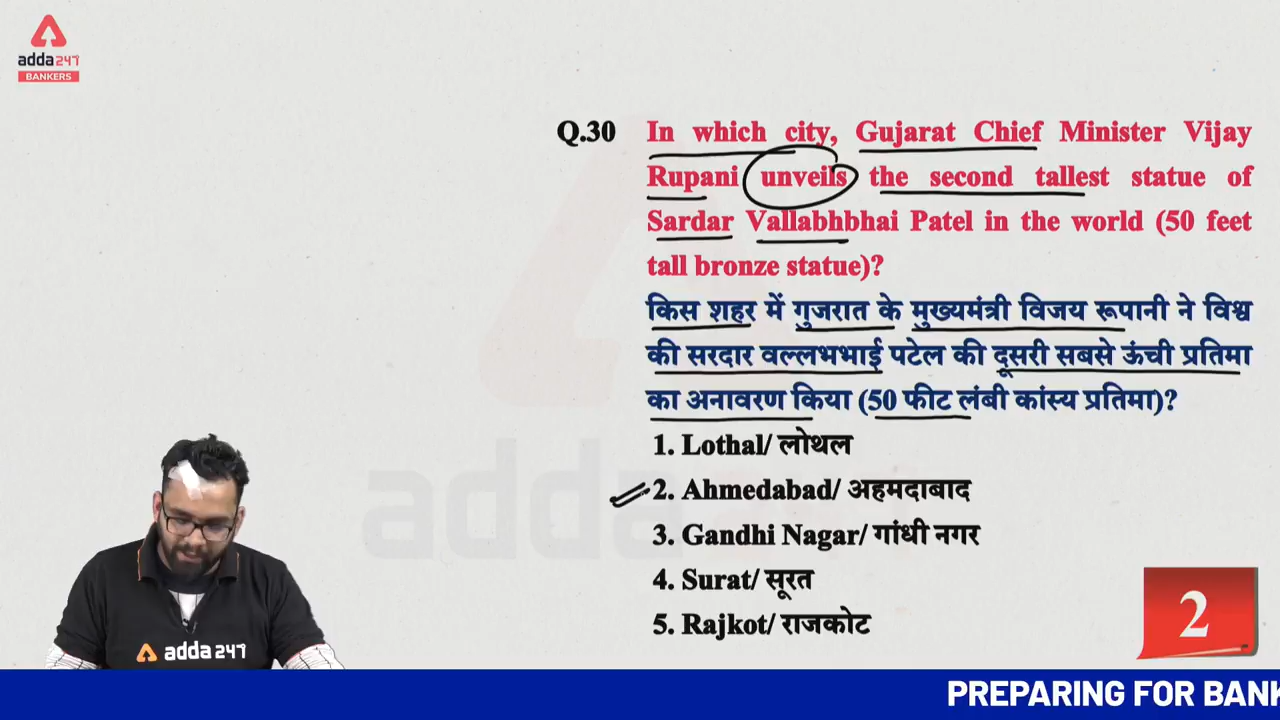 adda247
BANKERS
Q.30 In which city, Gujarat Chief Minister Vijay
Rupani unveils the second tallest statue of
Sardar Vallabhbhai Patel in the world (50 feet
tall bronze statue)?
किस शहर में गुजरात के मुख्यमंत्री विजय रूपानी ने विश्व
की सरदार वल्लभभाई पटेल की दूसरी सबसे ऊंची प्रतिमा
का अनावरण किया (50 फीट लंबी कांस्य प्रतिमा)?
1. Lothal/ लोथल
2. Ahmedabad/ अहमदाबाद
3. Gandhi Nagar/ गांधी नगर
4. Surat/ सूरत
5. Rajkot/ राजकोट
2
adda247
adda247
PREPARING FOR BANK